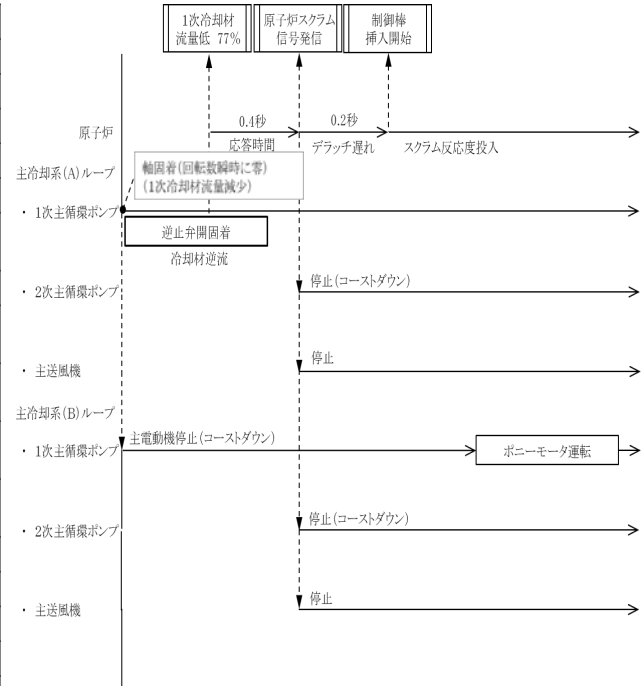 1次冷却材
流量低 77%
原子炉スクラム
信号発信
制御棒
挿入開始
原子炉
0.4秒
応答時間
0.2秒
デラッチ遅れ
スクラム反応度投入
主冷却系(A)ループ
軸固着(回転数瞬時に零)
(1次冷却材流量減少)
・ 1次主循環ポンプ
逆止弁開固着
冷却材逆流
・ 2次主循環ポンプ
停止(コーストダウン)
・ 主送風機
停止
主冷却系(B)ループ
・ 1次主循環ポンプ
主電動機停止(コーストダウン)
ポニーモータ運転
・ 2次主循環ポンプ
停止(コーストダウン)
・ 主送風機
停止